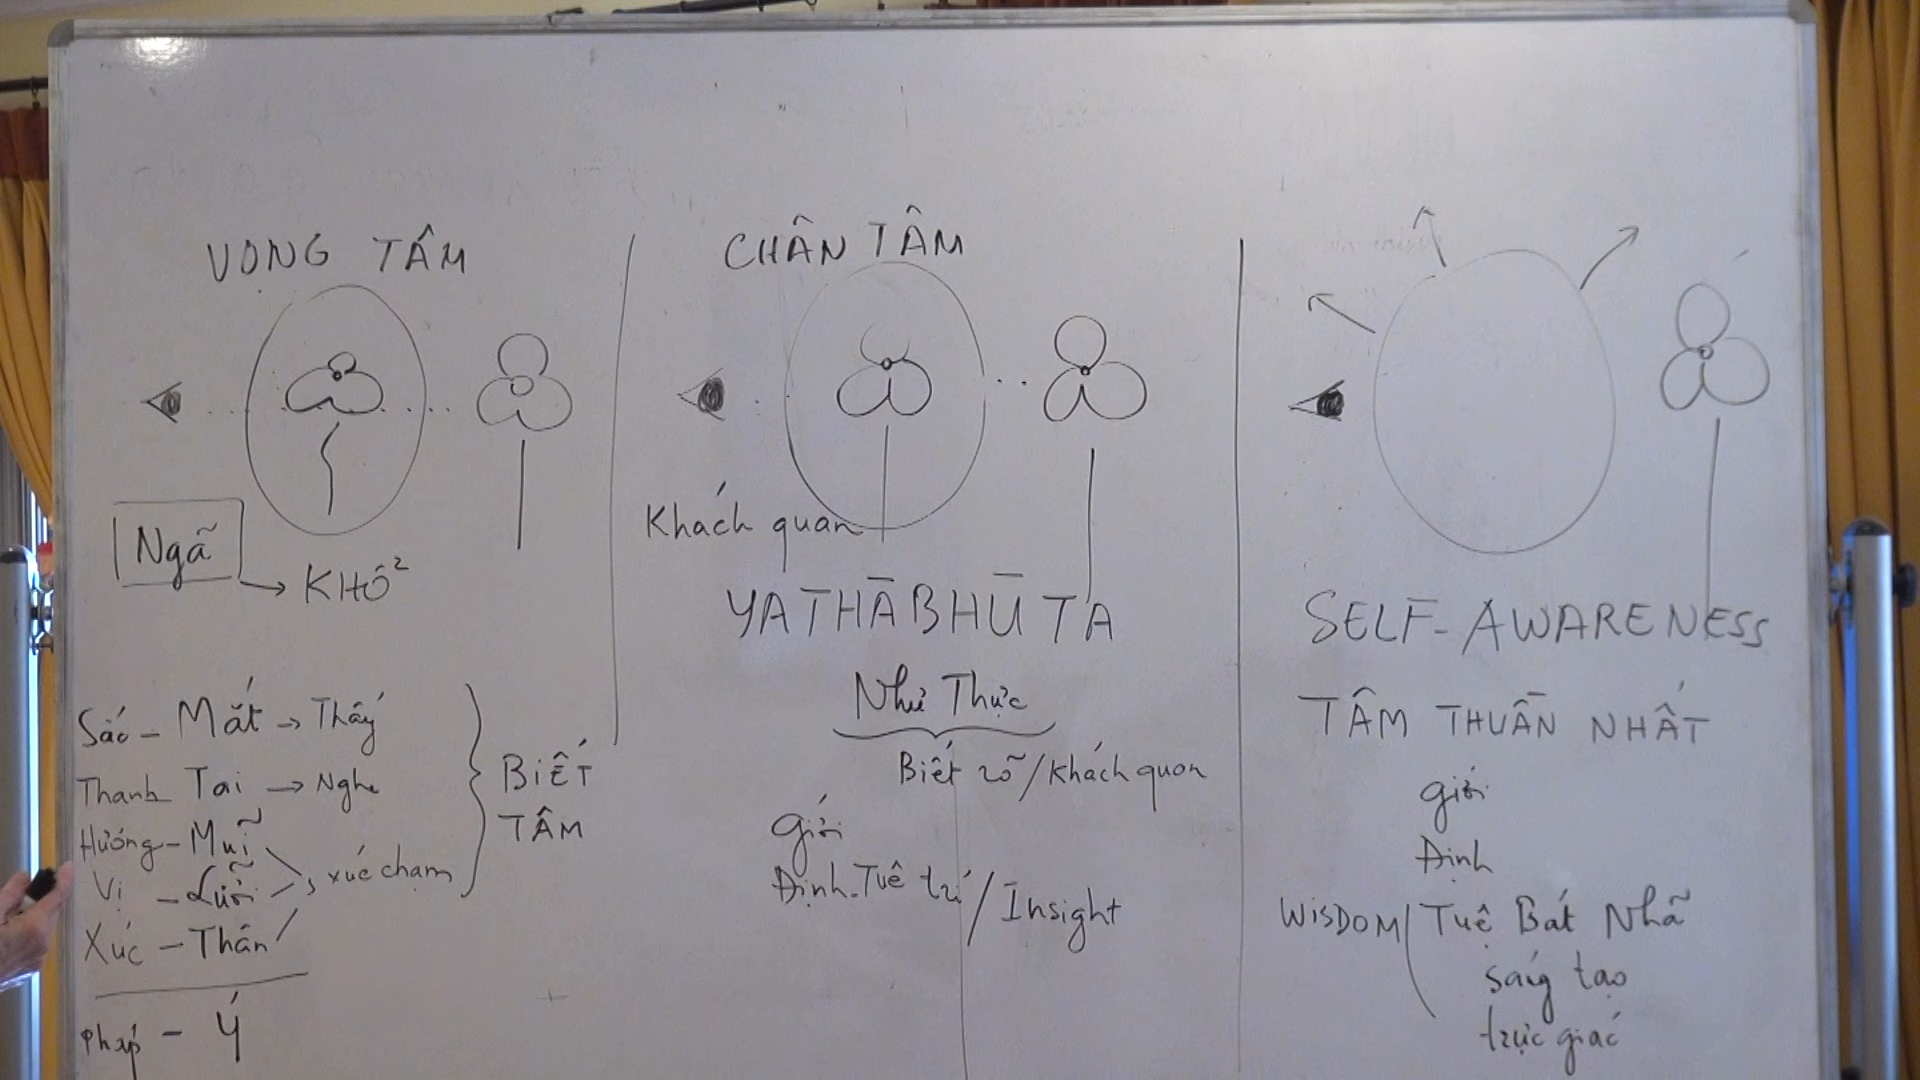 VỌNG TÂM
Ngã
KHỔ
Sắc - Mắt → Thấy
Thanh Tai → Nghe
Hương - Mũi
Vị - Lưỡi
xúc chạm
Xúc - Thân
Pháp - Ý
BIẾT
TÂM
CHÂN TÂM
Khách quan
YATHĀBHŪTA
Như Thực
Biết rõ/Khách quan
Giới
Định-Tuệ trí/Insight
SELF-AWARENESS
TÂM THUẦN NHẤT
Giới
Định
WISDOM/Tuệ Bát Nhã
sáng tạo
trực giác